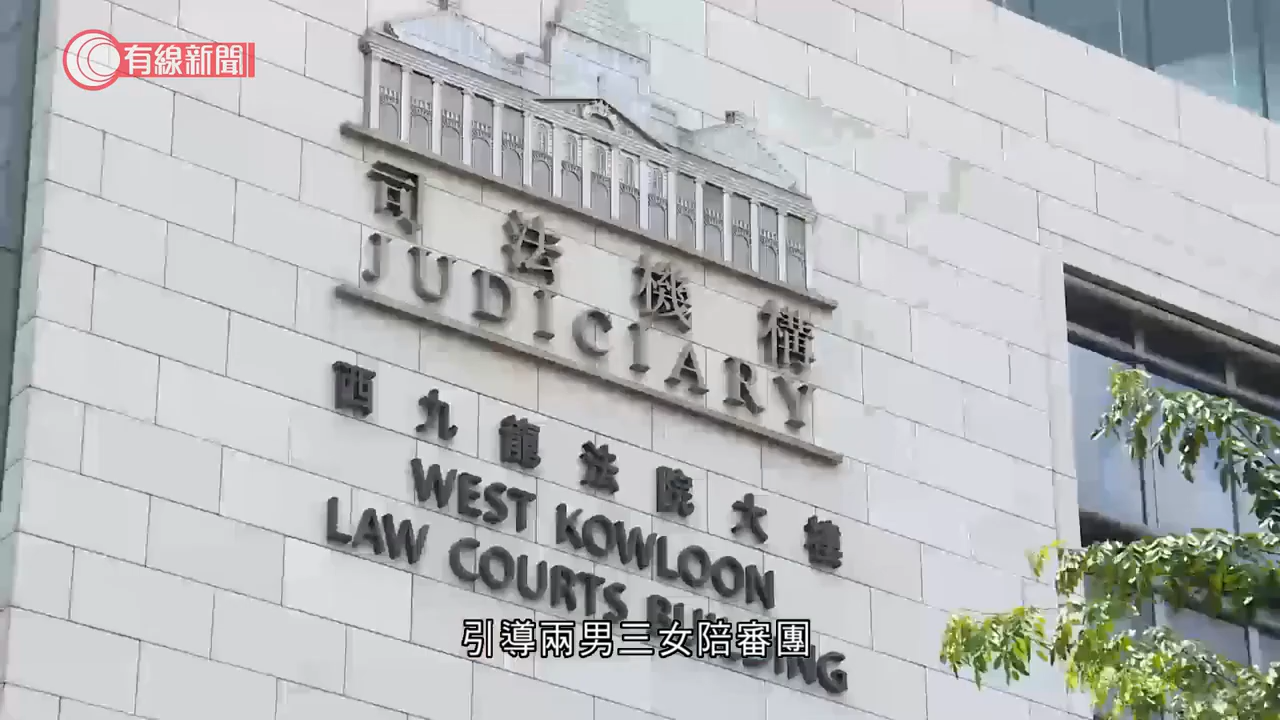 有線新聞
司法機構
JUDICIARY
西九龍法院大樓
WEST KOWLOON
LAW COURTS BUILDING
引導兩男三女陪審團